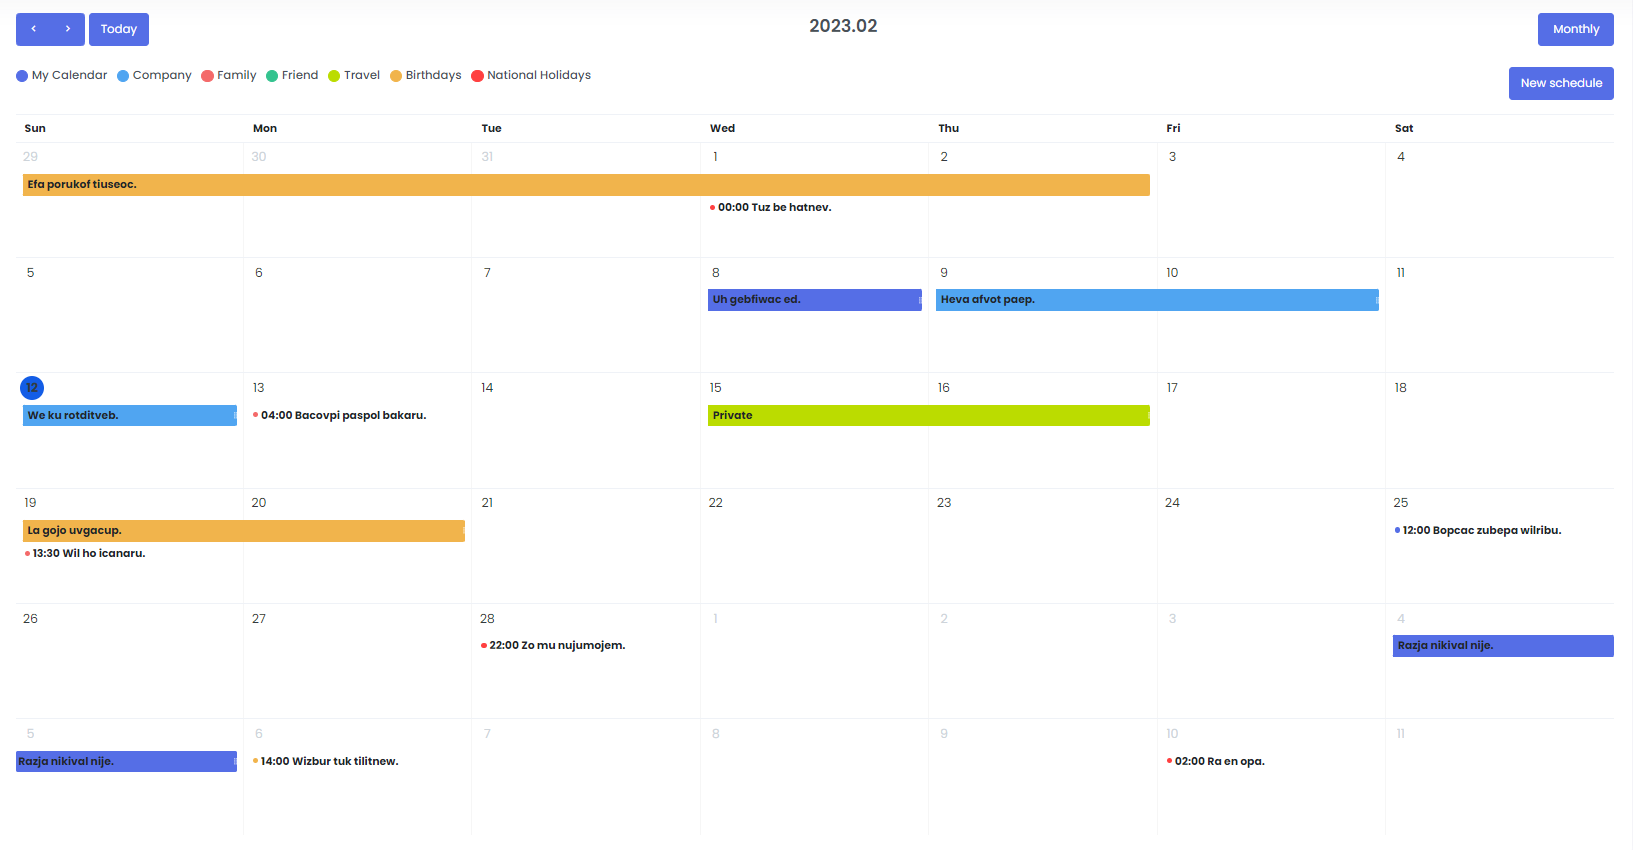 ‹ › Today 2023.02 Monthly
My Calendar Company Family Friend Travel Birthdays National Holidays
New schedule
Sun Mon Tue Wed Thu Fri Sat
29 30 31 1 2 3 4
Efa porukof tiuseoc.
00:00 Tuz be hatnev.
5 6 7 8 9 10 11
Uh gebfiwac ed. Heva afvot paep.
12 13 14 15 16 17 18
We ku rotditveb. 04:00 Bacovpi paspol bakaru. Private
19 20 21 22 23 24 25
La gojo uvgacup. 12:00 Bopcac zubepa wilribu.
13:30 Wil ho icanaru.
26 27 28 1 2 3 4
22:00 Zo mu nujumojem. Razja nikival nije.
5 6 7 8 9 10 11
Razja nikival nije. 14:00 Wizbur tuk tilitnew. 02:00 Ra en opa.